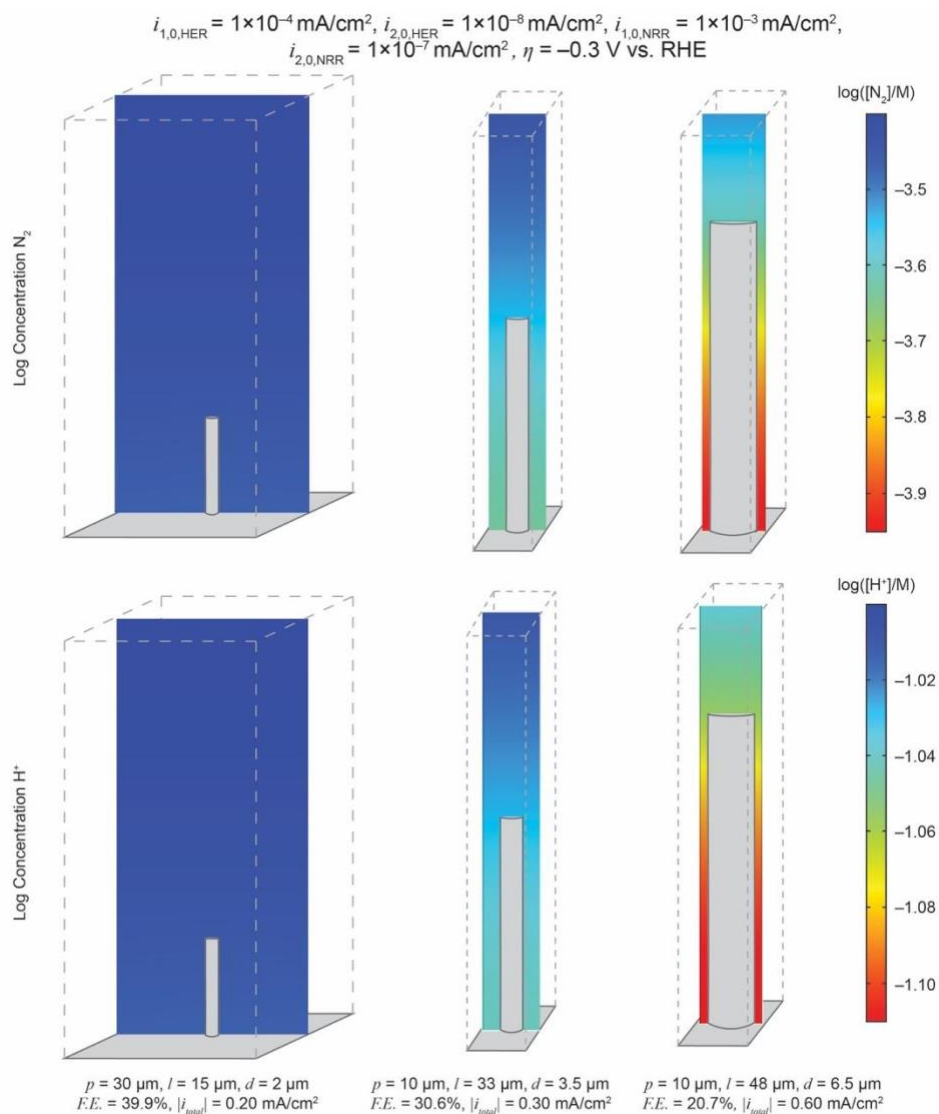 i1,0,HER = 1×10–4 mA/cm2, i2,0,HER = 1×10–8 mA/cm2, i1,0,NRR = 1×10–3 mA/cm2,
i2,0,NRR = 1×10–7 mA/cm2, η = –0.3 V vs. RHE
log([N2]/M)
Log Concentration N2
–3.5
–3.6
–3.7
–3.8
–3.9
log([H+]/M)
Log Concentration H+
–1.02
–1.04
–1.06
–1.08
–1.10
p = 30 µm, l = 15 µm, d = 2 µm
F.E. = 39.9%, |itotal| = 0.20 mA/cm2
p = 10 µm, l = 33 µm, d = 3.5 µm
F.E. = 30.6%, |itotal| = 0.30 mA/cm2
p = 10 µm, l = 48 µm, d = 6.5 µm
F.E. = 20.7%, |itotal| = 0.60 mA/cm2